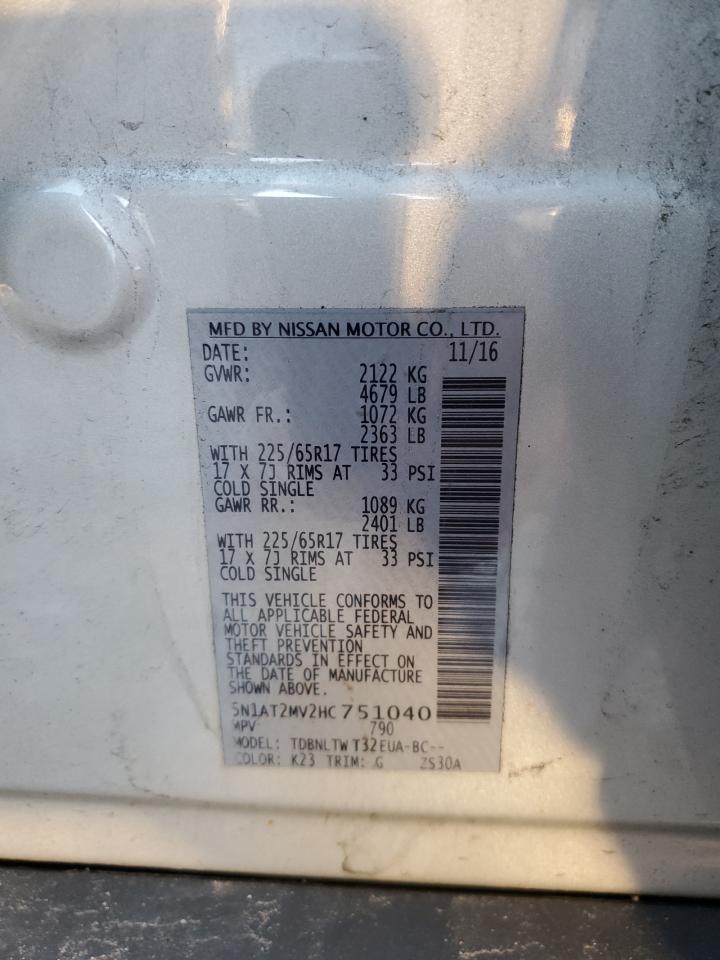 MFD BY NISSAN MOTOR CO., LTD.
DATE: 11/16
GVWR: 2122 KG
4679 LB
GAWR FR.: 1072 KG
2363 LB
WITH 225/65R17 TIRES
17 X 7J RIMS AT 33 PSI
COLD SINGLE
GAWR RR.: 1089 KG
2401 LB
WITH 225/65R17 TIRES
17 X 7J RIMS AT 33 PSI
COLD SINGLE
THIS VEHICLE CONFORMS TO
ALL APPLICABLE FEDERAL
MOTOR VEHICLE SAFETY AND
THEFT PREVENTION
STANDARDS IN EFFECT ON
THE DATE OF MANUFACTURE
SHOWN ABOVE.
5N1AT2MV2HC751040
MPV 790
MODEL: TDBNLTW T32EUA-BC--
COLOR: K23 TRIM: G ZS30A